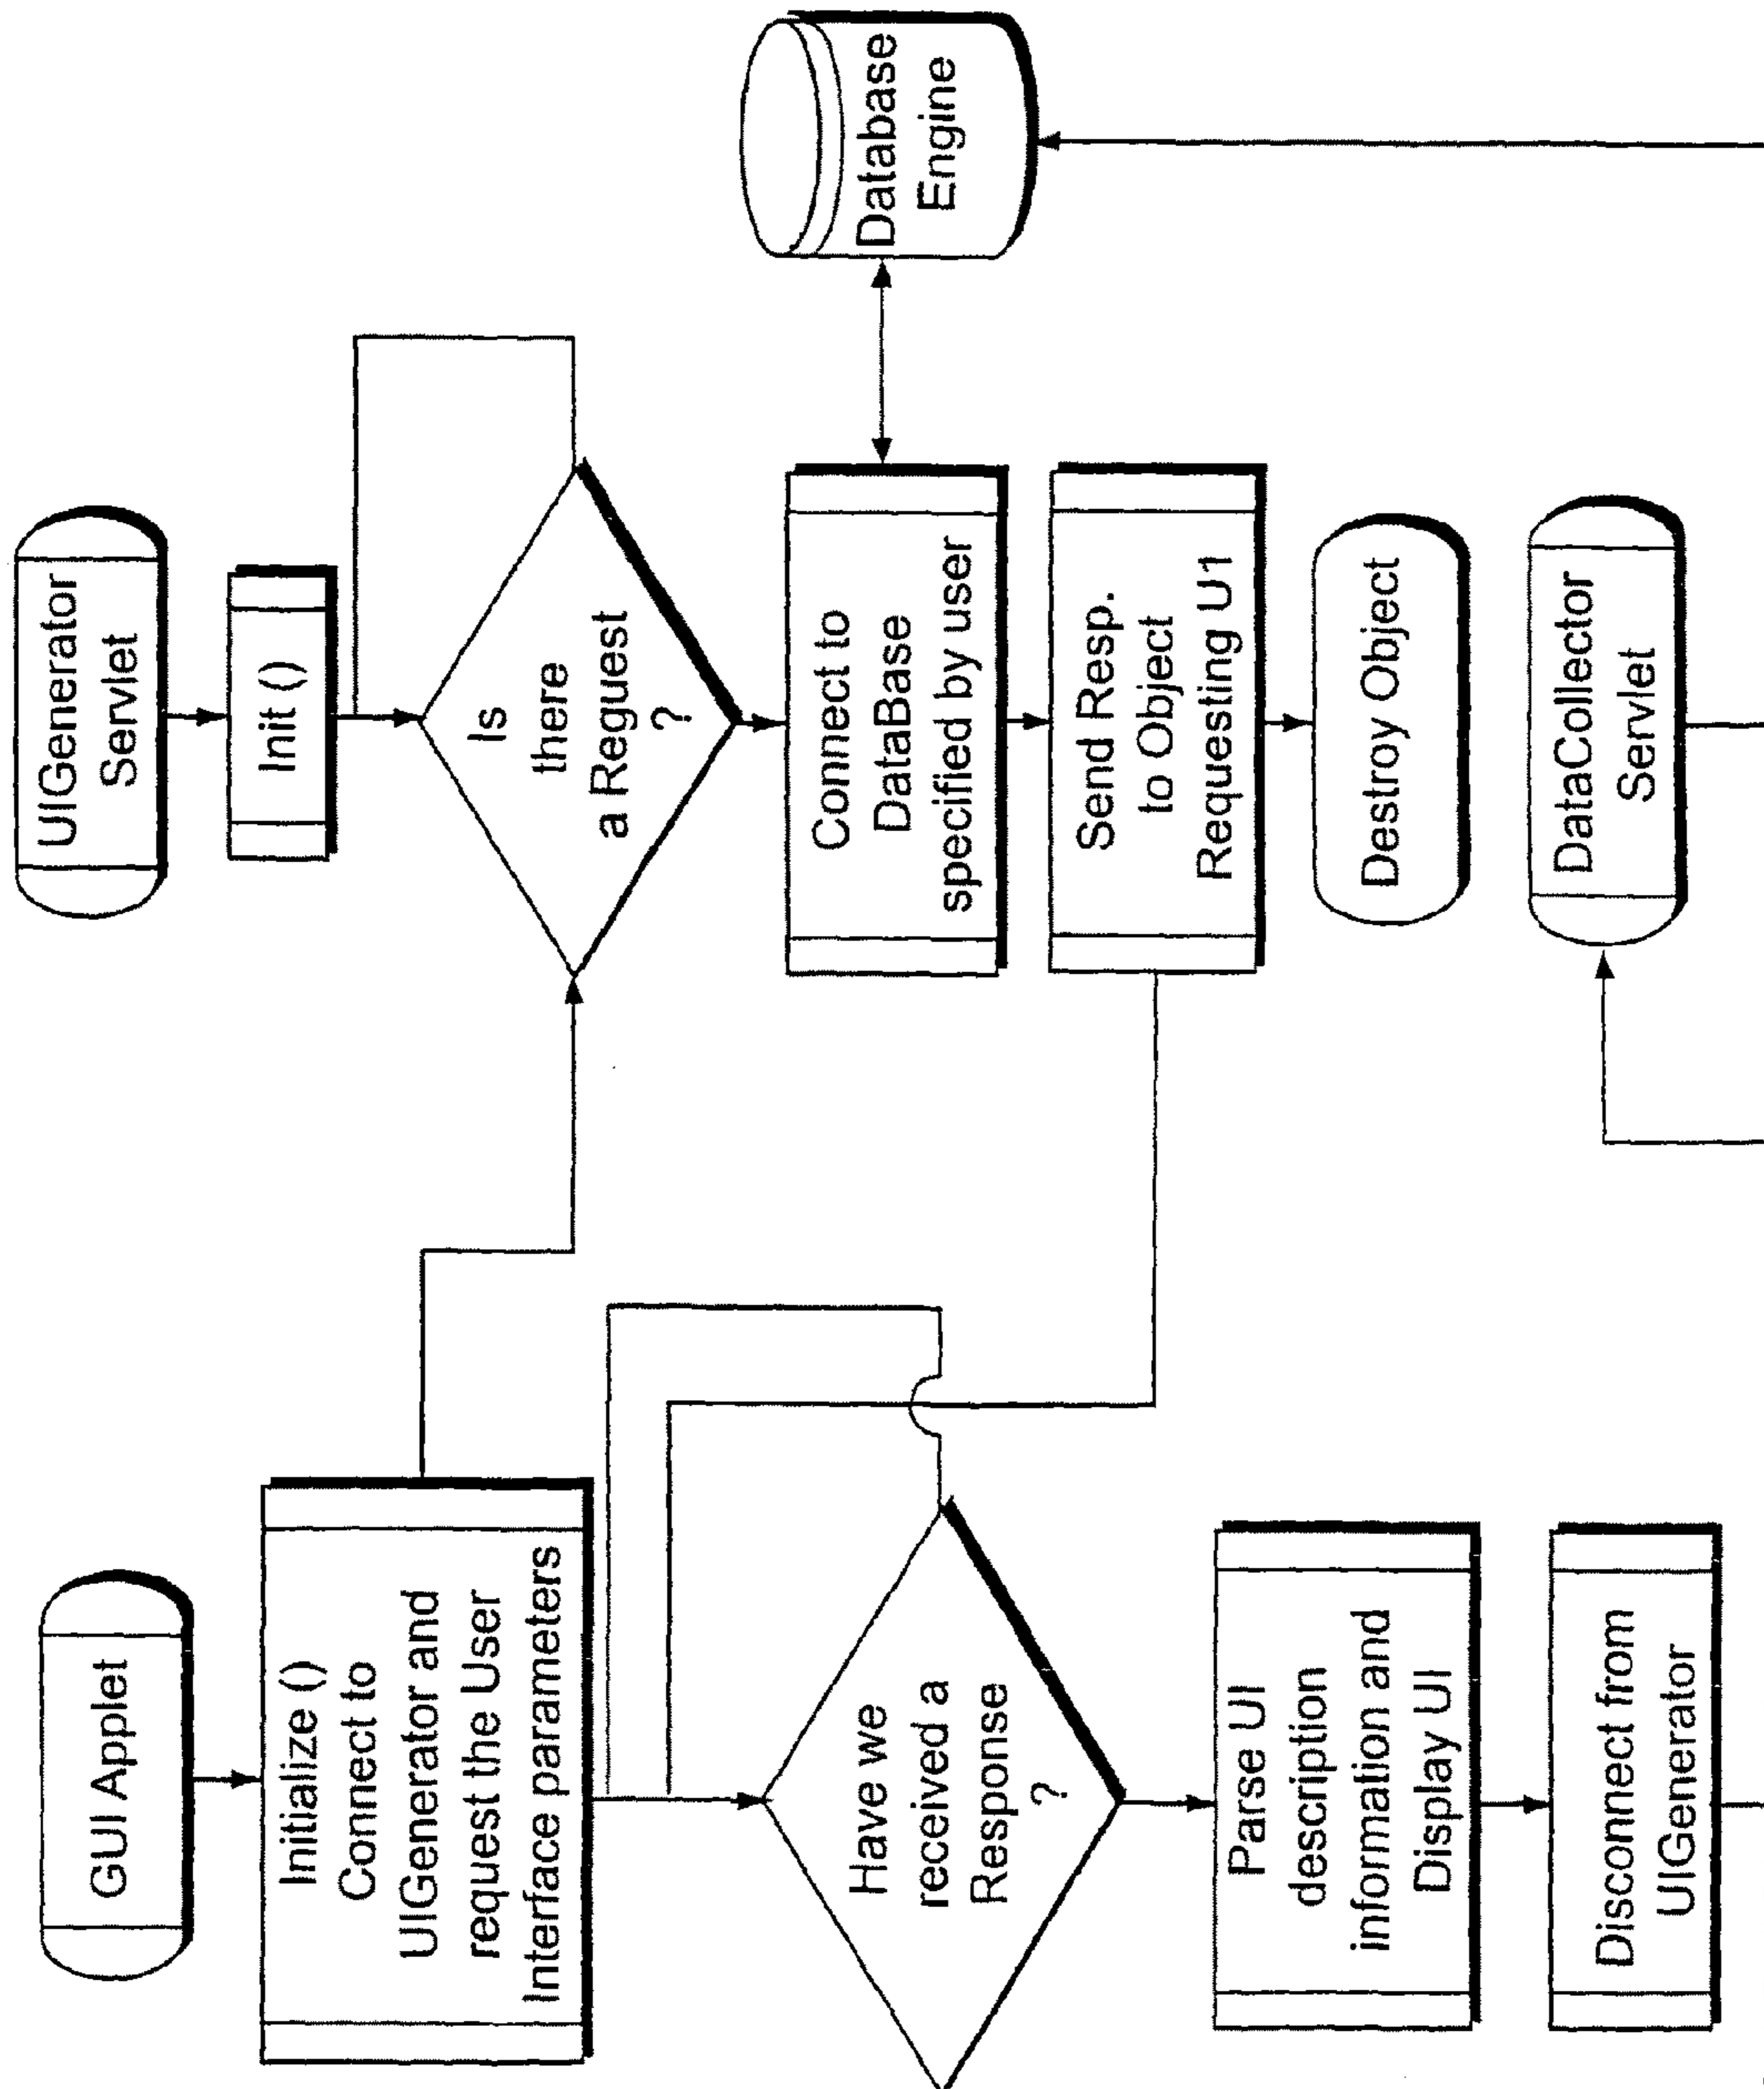 GUI Applet
Initialize ()
Connect to
UIGenerator and
request the User
Interface parameters
Have we
received a
Response
?
Parse UI
description
information and
Display UI
Disconnect from
UIGenerator
UIGenerator
Servlet
Init ()
Is
there
a Reguest
?
Connect to
DataBase
specified by user
Send Resp.
to Object
Requesting U1
Destroy Object
DataCollector
Servlet
Database
Engine